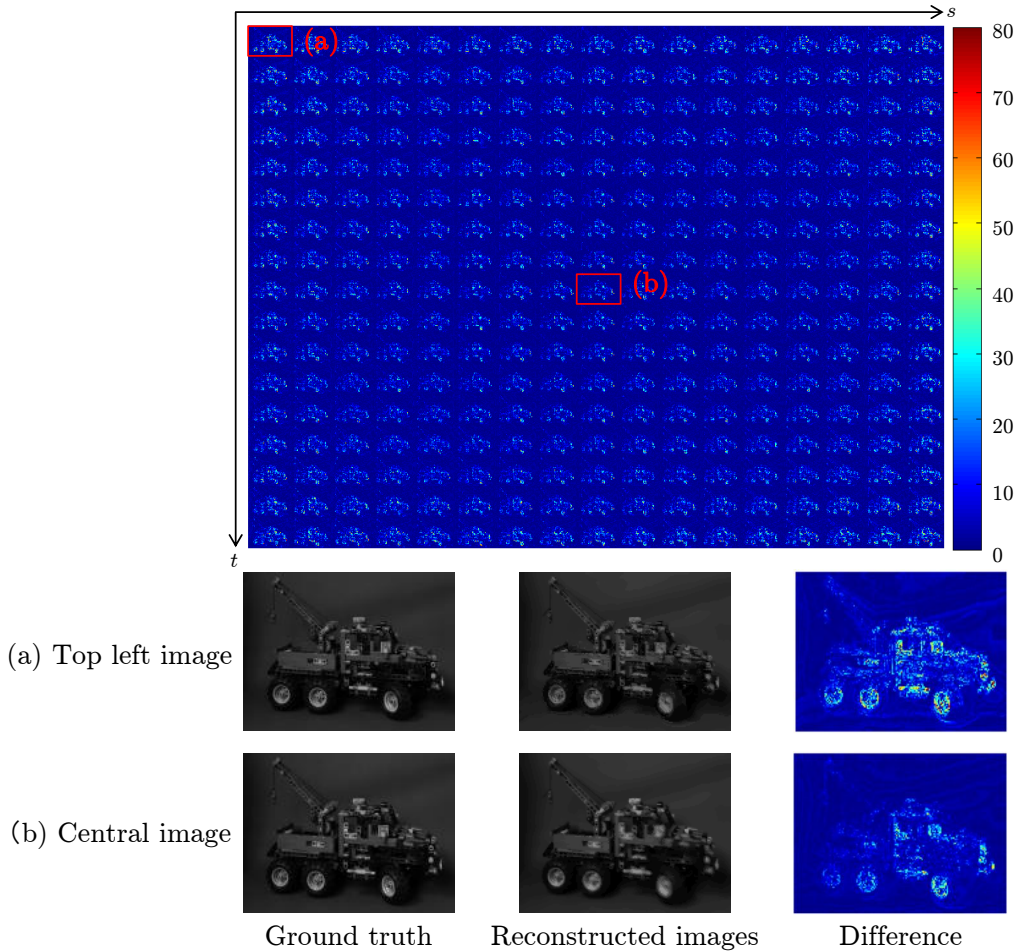 s
(a)
80
70
60
50
40
30
20
10
0
(b)
t
(a) Top left image
(b) Central image
Ground truth
Reconstructed images
Difference